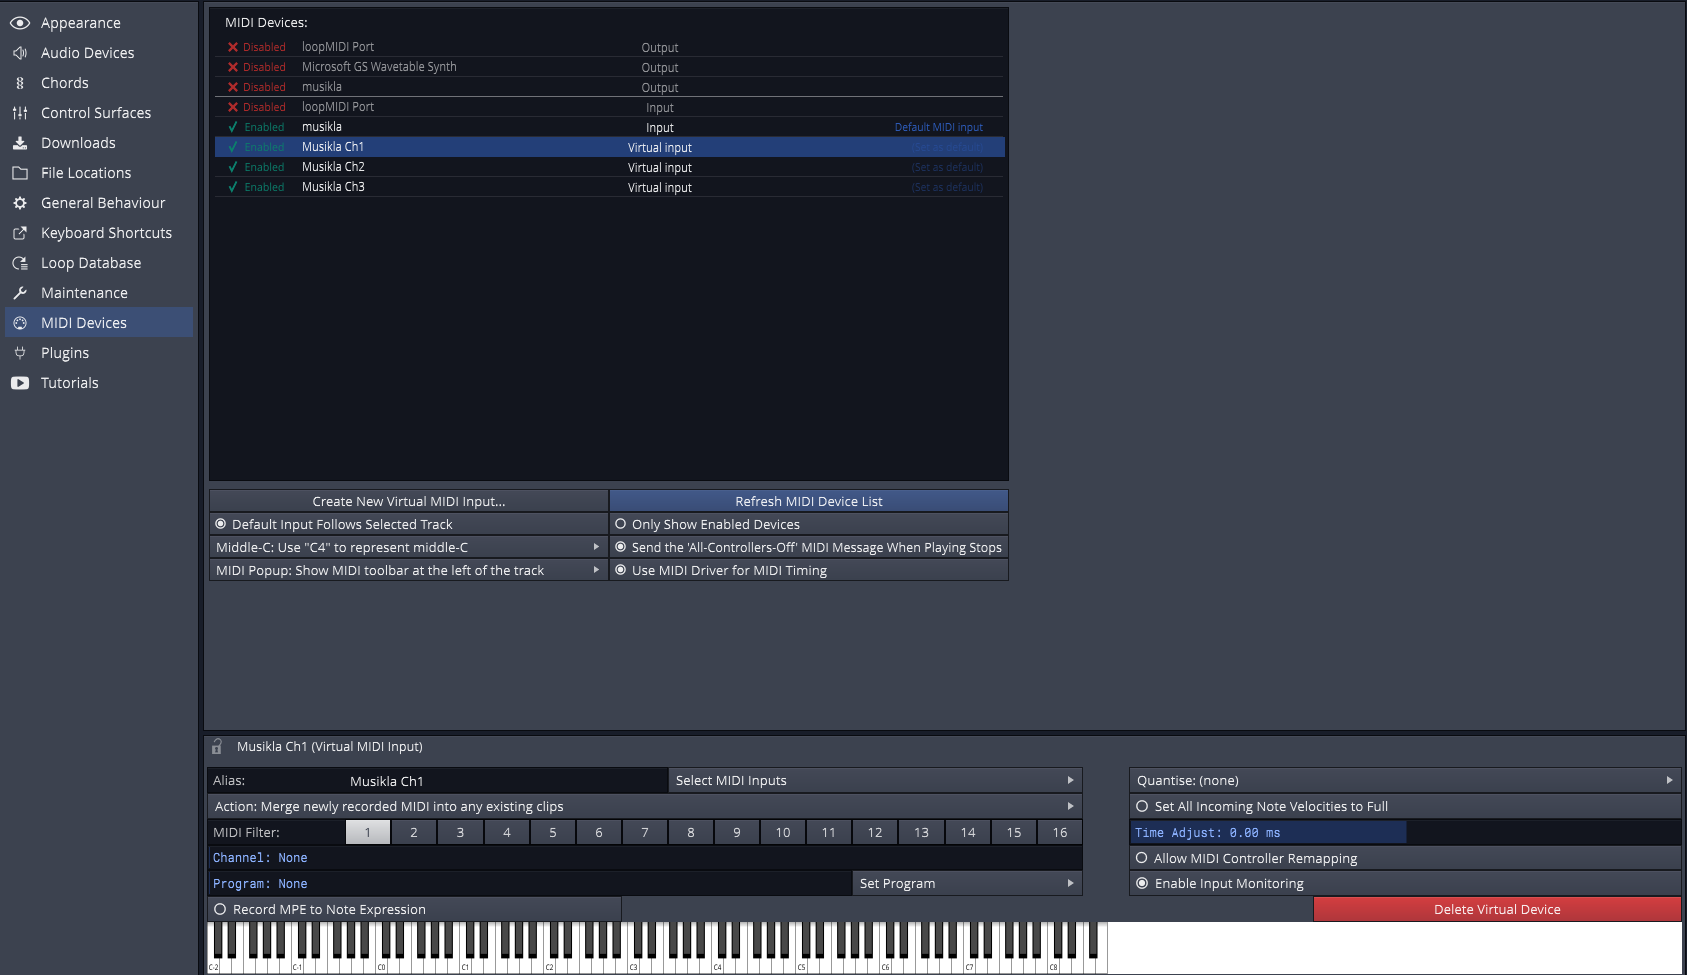 Appearance
Audio Devices
Chords
Control Surfaces
Downloads
File Locations
General Behaviour
Keyboard Shortcuts
Loop Database
Maintenance
MIDI Devices
Plugins
Tutorials
MIDI Devices:
Disabled loopMIDI Port Output
Disabled Microsoft GS Wavetable Synth Output
Disabled musikla Output
Disabled loopMIDI Port Input
Enabled musikla Input Default MIDI input
Enabled Musikla Ch1 Virtual input (Set as default)
Enabled Musikla Ch2 Virtual input (Set as default)
Enabled Musikla Ch3 Virtual input (Set as default)
Create New Virtual MIDI Input... Refresh MIDI Device List
Default Input Follows Selected Track Only Show Enabled Devices
Middle-C: Use "C4" to represent middle-C Send the 'All-Controllers-Off' MIDI Message When Playing Stops
MIDI Popup: Show MIDI toolbar at the left of the track Use MIDI Driver for MIDI Timing
Musikla Ch1 (Virtual MIDI Input)
Alias: Musikla Ch1 Select MIDI Inputs
Action: Merge newly recorded MIDI into any existing clips
MIDI Filter: 1 2 3 4 5 6 7 8 9 10 11 12 13 14 15 16
Channel: None
Program: None Set Program
Record MPE to Note Expression
Quantise: (none)
Set All Incoming Note Velocities to Full
Time Adjust: 0.00 ms
Allow MIDI Controller Remapping
Enable Input Monitoring
Delete Virtual Device
C-2 C-1 C0 C1 C2 C3 C4 C5 C6 C7 C8